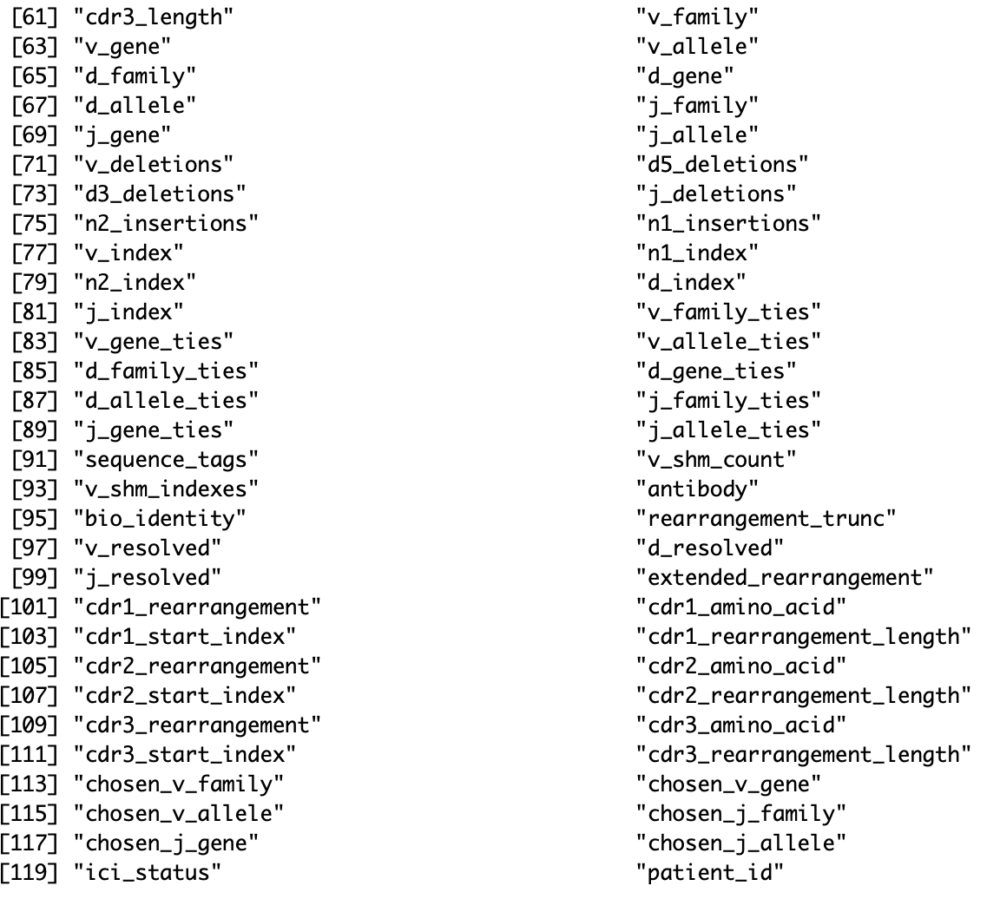 [61] "cdr3_length" "v_family"
[63] "v_gene" "v_allele"
[65] "d_family" "d_gene"
[67] "d_allele" "j_family"
[69] "j_gene" "j_allele"
[71] "v_deletions" "d5_deletions"
[73] "d3_deletions" "j_deletions"
[75] "n2_insertions" "n1_insertions"
[77] "v_index" "n1_index"
[79] "n2_index" "d_index"
[81] "j_index" "v_family_ties"
[83] "v_gene_ties" "v_allele_ties"
[85] "d_family_ties" "d_gene_ties"
[87] "d_allele_ties" "j_family_ties"
[89] "j_gene_ties" "j_allele_ties"
[91] "sequence_tags" "v_shm_count"
[93] "v_shm_indexes" "antibody"
[95] "bio_identity" "rearrangement_trunc"
[97] "v_resolved" "d_resolved"
[99] "j_resolved" "extended_rearrangement"
[101] "cdr1_rearrangement" "cdr1_amino_acid"
[103] "cdr1_start_index" "cdr1_rearrangement_length"
[105] "cdr2_rearrangement" "cdr2_amino_acid"
[107] "cdr2_start_index" "cdr2_rearrangement_length"
[109] "cdr3_rearrangement" "cdr3_amino_acid"
[111] "cdr3_start_index" "cdr3_rearrangement_length"
[113] "chosen_v_family" "chosen_v_gene"
[115] "chosen_v_allele" "chosen_j_family"
[117] "chosen_j_gene" "chosen_j_allele"
[119] "ici_status" "patient_id"